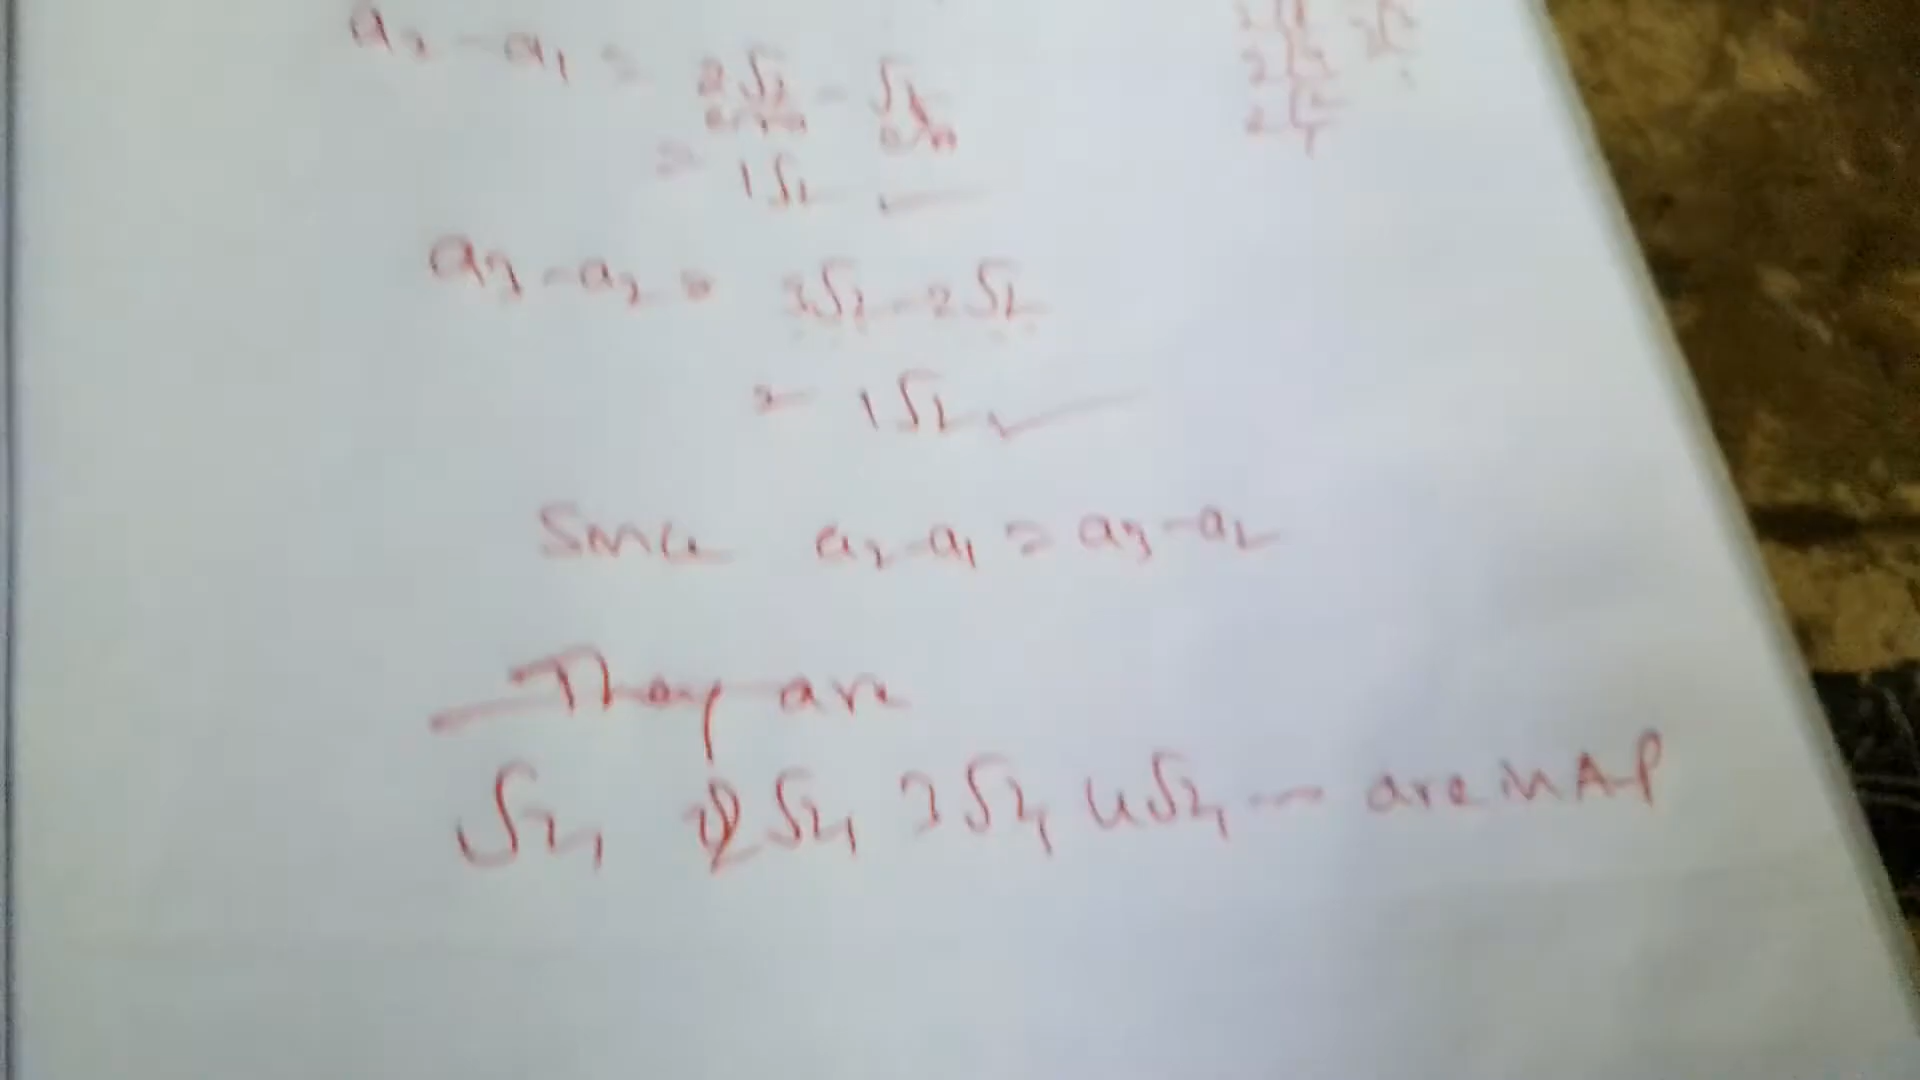 a₂ - a₁ = 2√2 - √2
= 1√2
a₃ - a₂ = 3√2 - 2√2
= 1√2
Since a₂ - a₁ = a₃ - a₂
They are
√2, 2√2, 3√2, 4√2, --- are in A.P